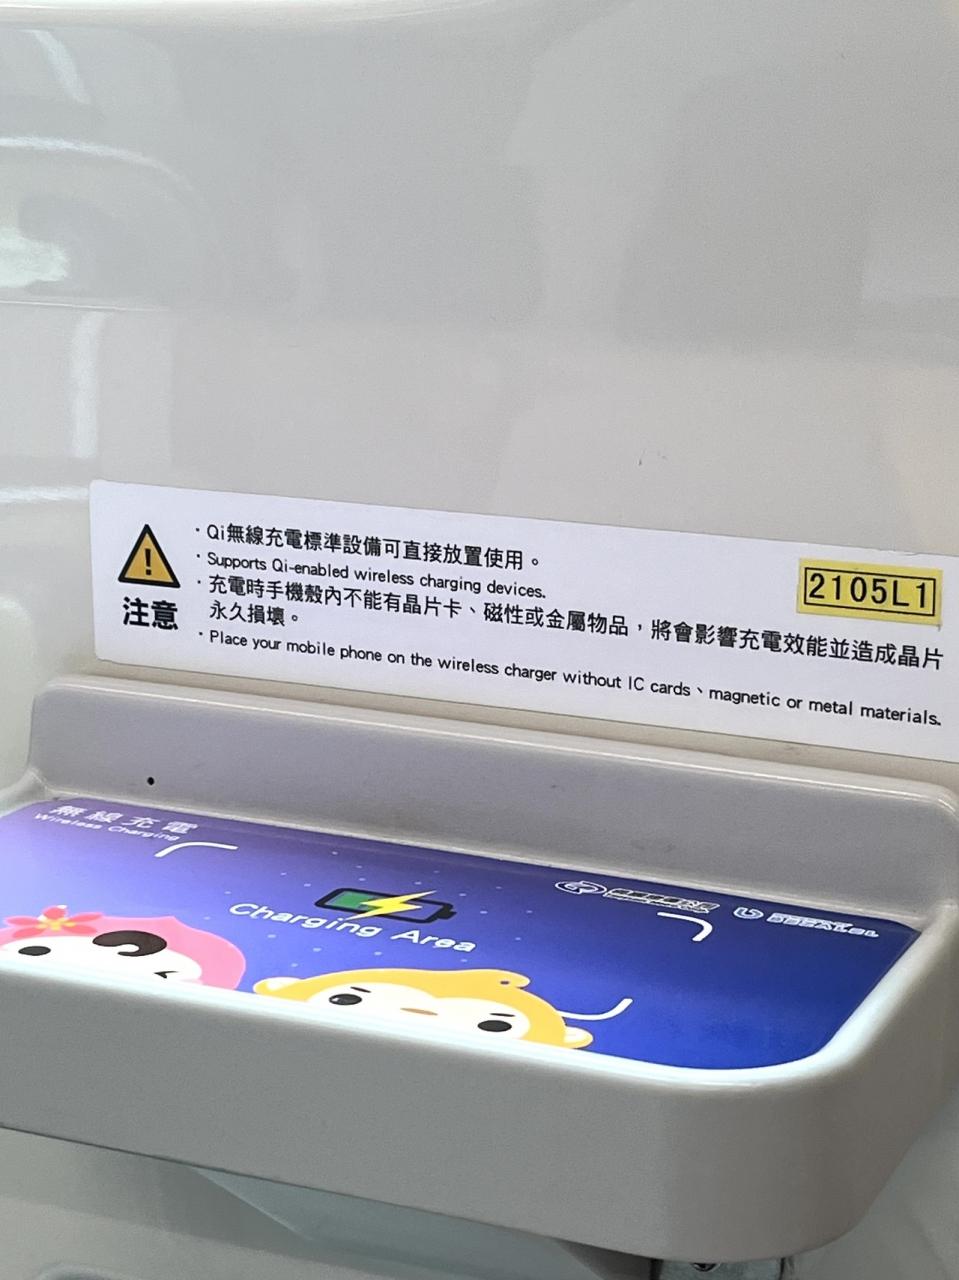 ·Qi無線充電標準設備可直接放置使用。
·Supports Qi-enabled wireless charging devices.
·充電時手機殼內不能有晶片卡、磁性或金屬物品，將會影響充電效能並造成晶片
永久損壞。
·Place your mobile phone on the wireless charger without IC cards、magnetic or metal materials.
注意
2105L1
無線充電
Wireless Charging
Charging Area